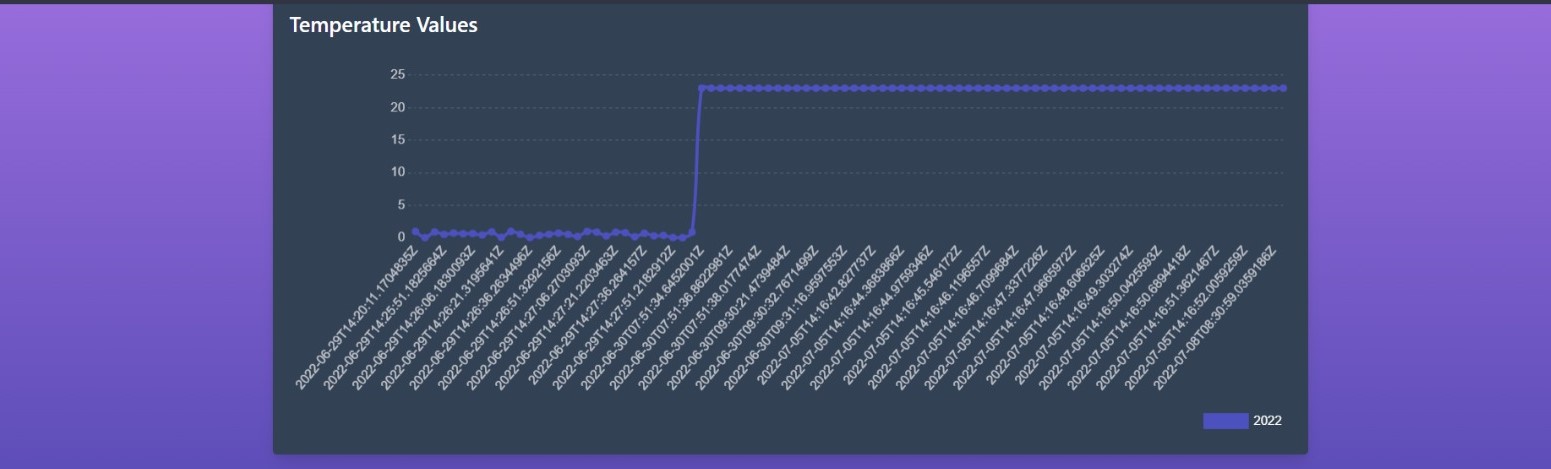 Temperature Values
25
20
15
10
5
0
2022-06-29T14:20:11.1704835Z
2022-06-29T14:25:51.1825664Z
2022-06-29T14:26:06.1830093Z
2022-06-29T14:26:21.3195641Z
2022-06-29T14:26:36.2634496Z
2022-06-29T14:26:51.3222156Z
2022-06-29T14:27:06.2703093Z
2022-06-29T14:27:21.2203463Z
2022-06-29T14:27:36.264157Z
2022-06-29T14:27:51.2182912Z
2022-06-30T07:51:34.6452001Z
2022-06-30T07:51:36.8622981Z
2022-06-30T07:51:38.0177474Z
2022-06-30T09:30:21.4739484Z
2022-06-30T09:30:32.7671499Z
2022-06-30T09:31:16.9597553Z
2022-07-05T14:16:42.827737Z
2022-07-05T14:16:44.3683866Z
2022-07-05T14:16:44.9759346Z
2022-07-05T14:16:45.546172Z
2022-07-05T14:16:46.1196557Z
2022-07-05T14:16:46.7099684Z
2022-07-05T14:16:47.3377226Z
2022-07-05T14:16:47.9665972Z
2022-07-05T14:16:48.606625Z
2022-07-05T14:16:49.303274Z
2022-07-05T14:16:50.0425593Z
2022-07-05T14:16:50.6894418Z
2022-07-05T14:16:51.3621467Z
2022-07-05T14:16:52.0059259Z
2022-07-08T08:30:59.0359186Z
2022